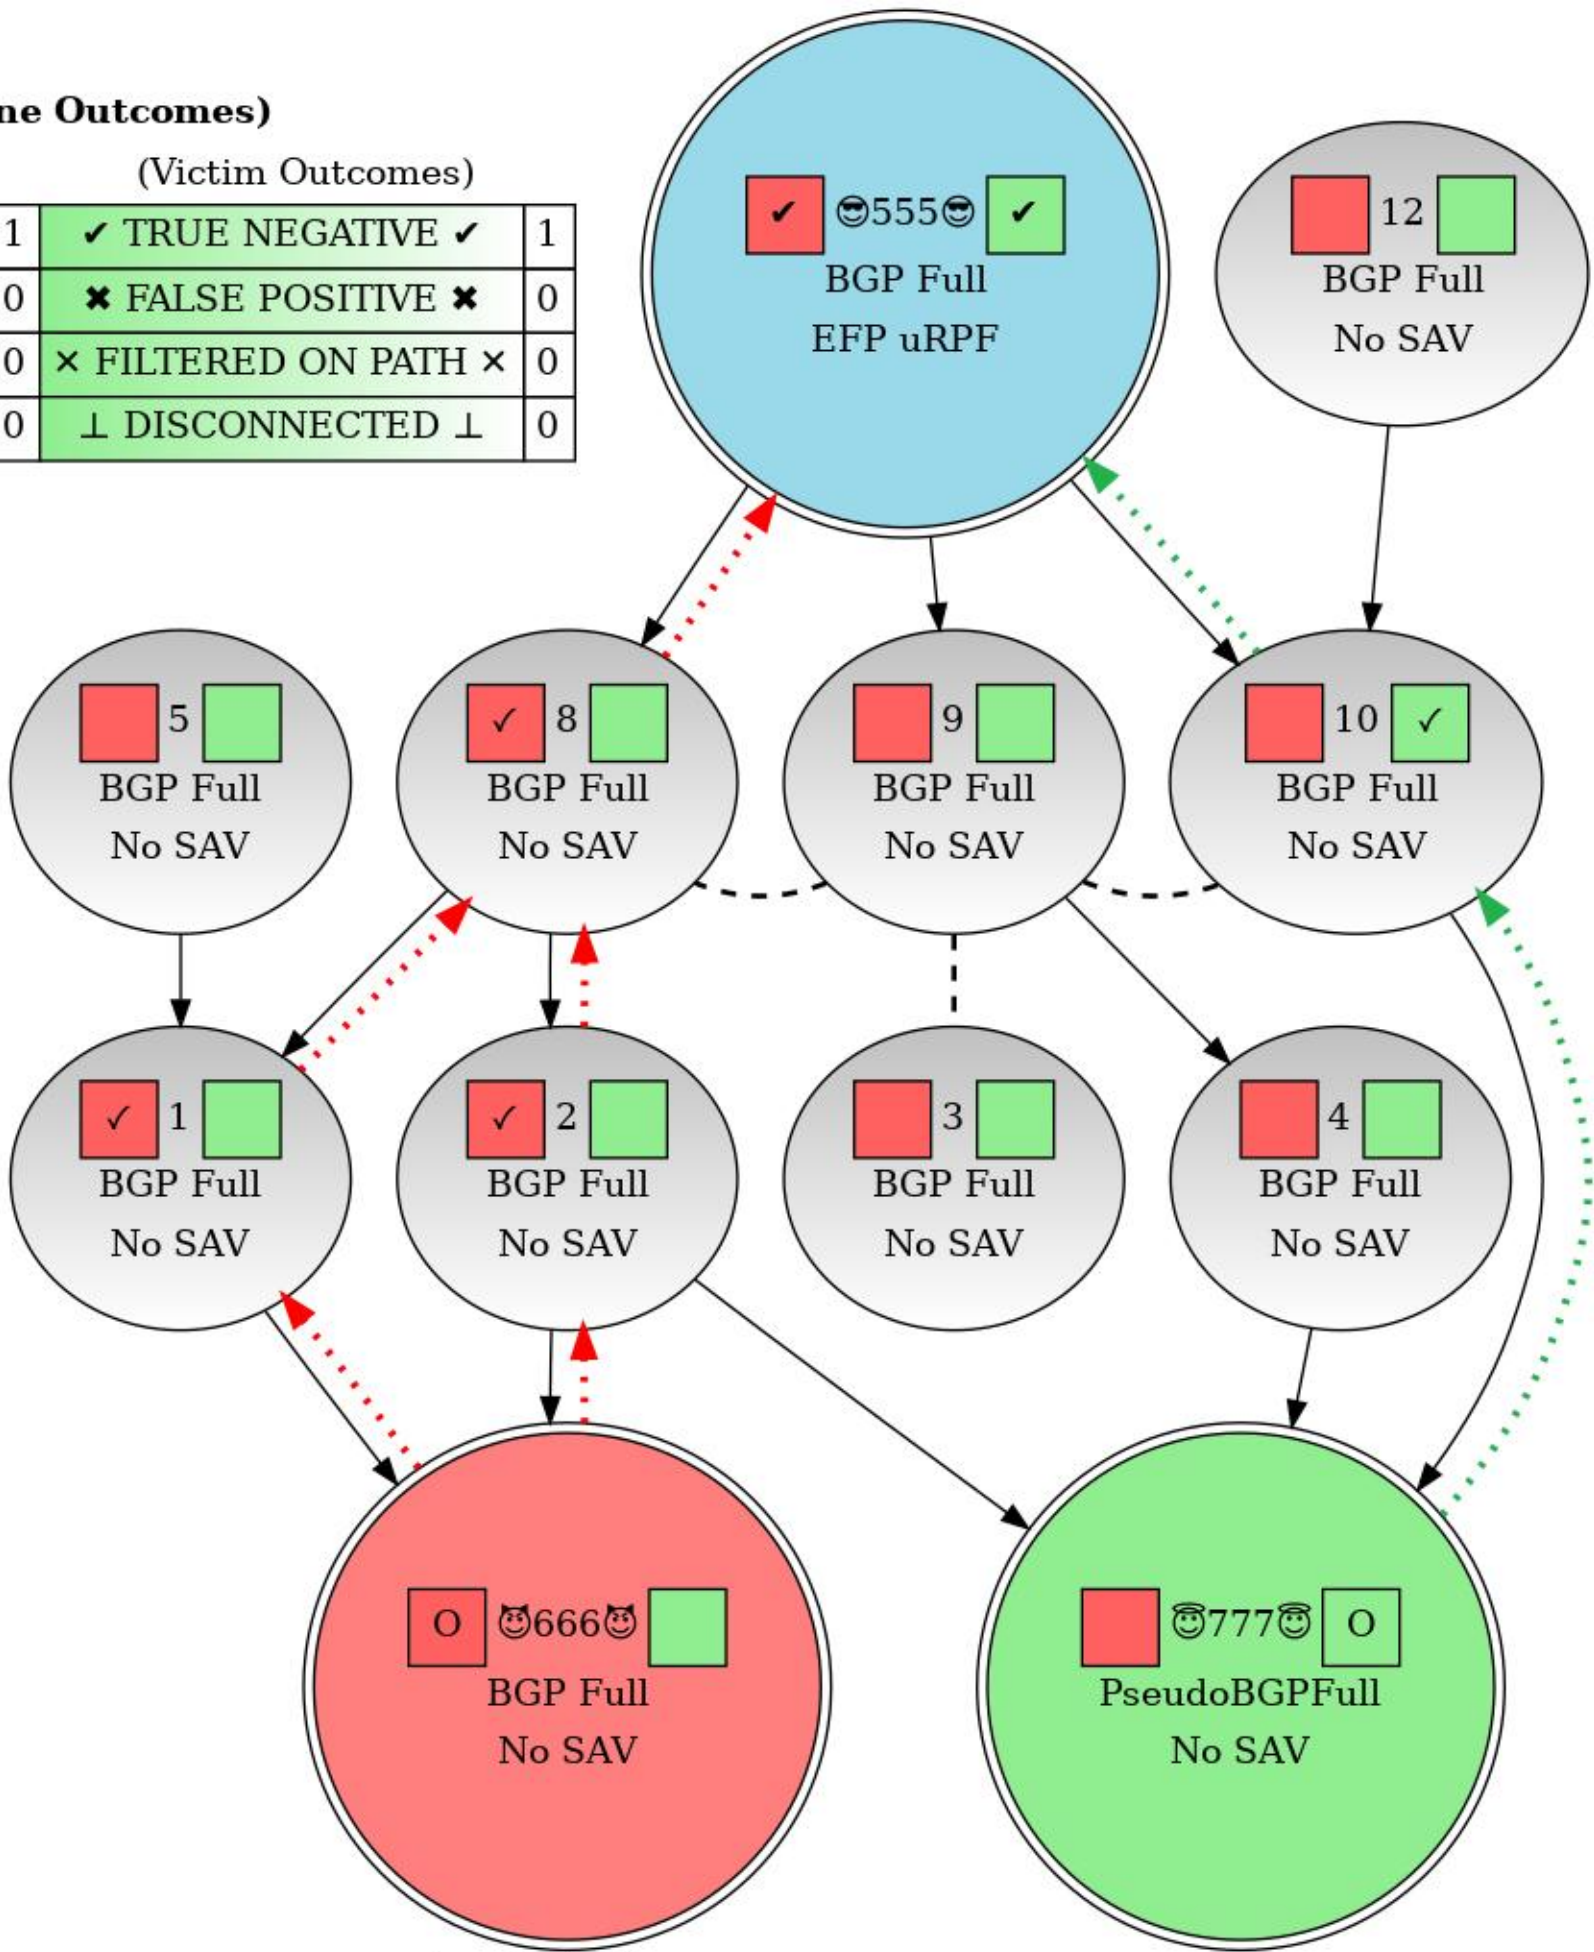 ne Outcomes)
(Victim Outcomes)
1 ✔ TRUE NEGATIVE ✔ 1
0 ✖ FALSE POSITIVE ✖ 0
0 ✕ FILTERED ON PATH ✕ 0
0 ⊥ DISCONNECTED ⊥ 0
✔ 😎555😎 ✔
BGP Full
EFP uRPF
12
BGP Full
No SAV
5
BGP Full
No SAV
✓ 8
BGP Full
No SAV
9
BGP Full
No SAV
10 ✓
BGP Full
No SAV
✓ 1
BGP Full
No SAV
✓ 2
BGP Full
No SAV
3
BGP Full
No SAV
4
BGP Full
No SAV
O 😈666😈
BGP Full
No SAV
😇777😇 O
PseudoBGPFull
No SAV